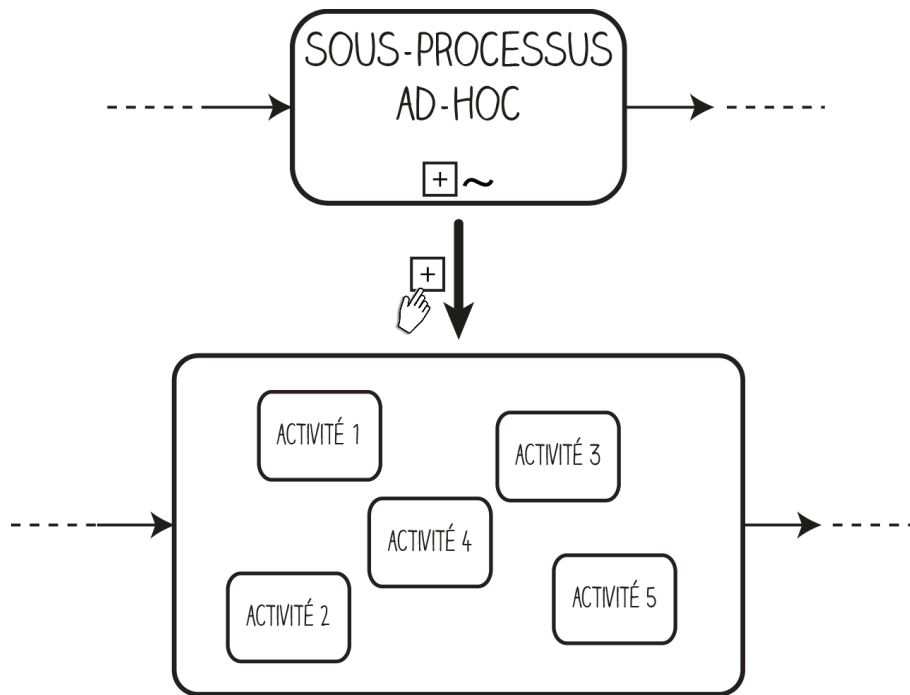 SOUS-PROCESSUS
AD-HOC
+ ~
+
ACTIVITÉ 1
ACTIVITÉ 3
ACTIVITÉ 4
ACTIVITÉ 5
ACTIVITÉ 2